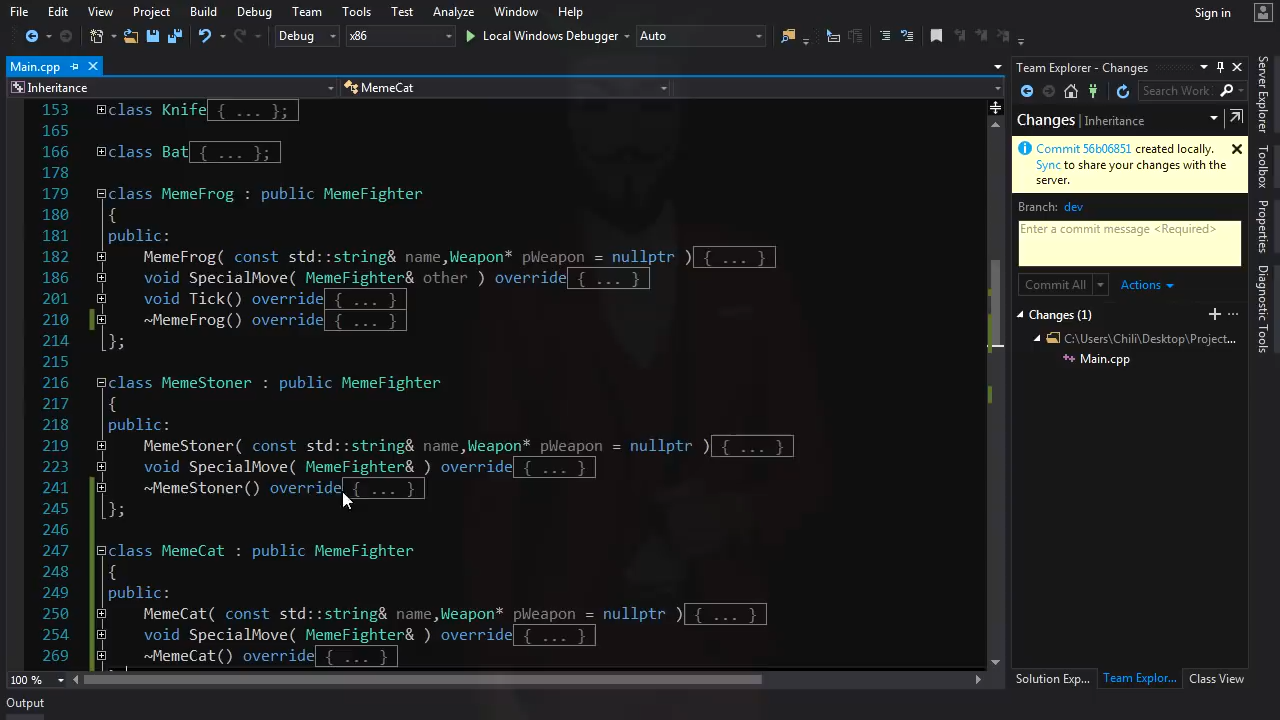 File Edit View Project Build Debug Team Tools Test Analyze Window Help Sign in
Debug x86 Local Windows Debugger Auto
Main.cpp
Inheritance MemeCat
153 class Knife{ ... };
165
166 class Bat{ ... };
178
179 class MemeFrog : public MemeFighter
180 {
181 public:
182 MemeFrog( const std::string& name,Weapon* pWeapon = nullptr ){ ... }
186 void SpecialMove( MemeFighter& other ) override{ ... }
201 void Tick() override{ ... }
210 ~MemeFrog() override{ ... }
214 };
215
216 class MemeStoner : public MemeFighter
217 {
218 public:
219 MemeStoner( const std::string& name,Weapon* pWeapon = nullptr ){ ... }
223 void SpecialMove( MemeFighter& ) override{ ... }
241 ~MemeStoner() override{ ... }
245 };
246
247 class MemeCat : public MemeFighter
248 {
249 public:
250 MemeCat( const std::string& name,Weapon* pWeapon = nullptr ){ ... }
254 void SpecialMove( MemeFighter& ) override{ ... }
269 ~MemeCat() override{ ... }
100 %
Output
Team Explorer - Changes
Search Work
Changes | Inheritance
Commit 56b06851 created locally.
Sync to share your changes with the
server.
Branch: dev
Enter a commit message <Required>
Commit All Actions
Changes (1)
C:\Users\Chili\Desktop\Project...
Main.cpp
Solution Exp... Team Explor... Class View
Server Explorer
Toolbox
Properties
Diagnostic Tools